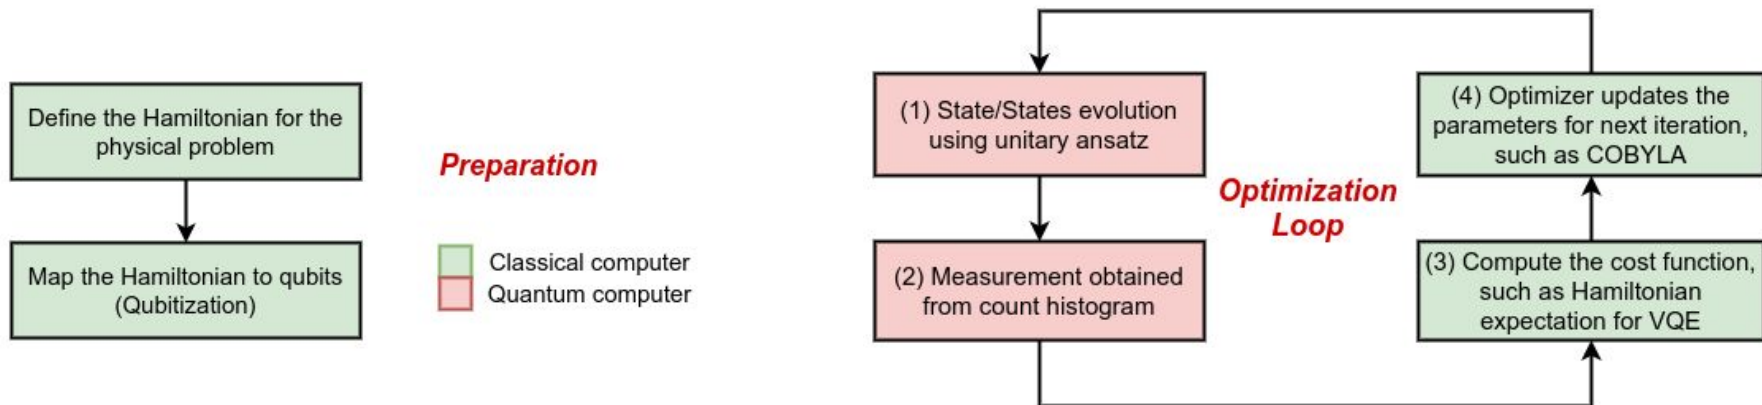 Define the Hamiltonian for the
physical problem
Map the Hamiltonian to qubits
(Qubitization)
Preparation
Classical computer
Quantum computer
(1) State/States evolution
using unitary ansatz
(2) Measurement obtained
from count histogram
Optimization
Loop
(4) Optimizer updates the
parameters for next iteration,
such as COBYLA
(3) Compute the cost function,
such as Hamiltonian
expectation for VQE